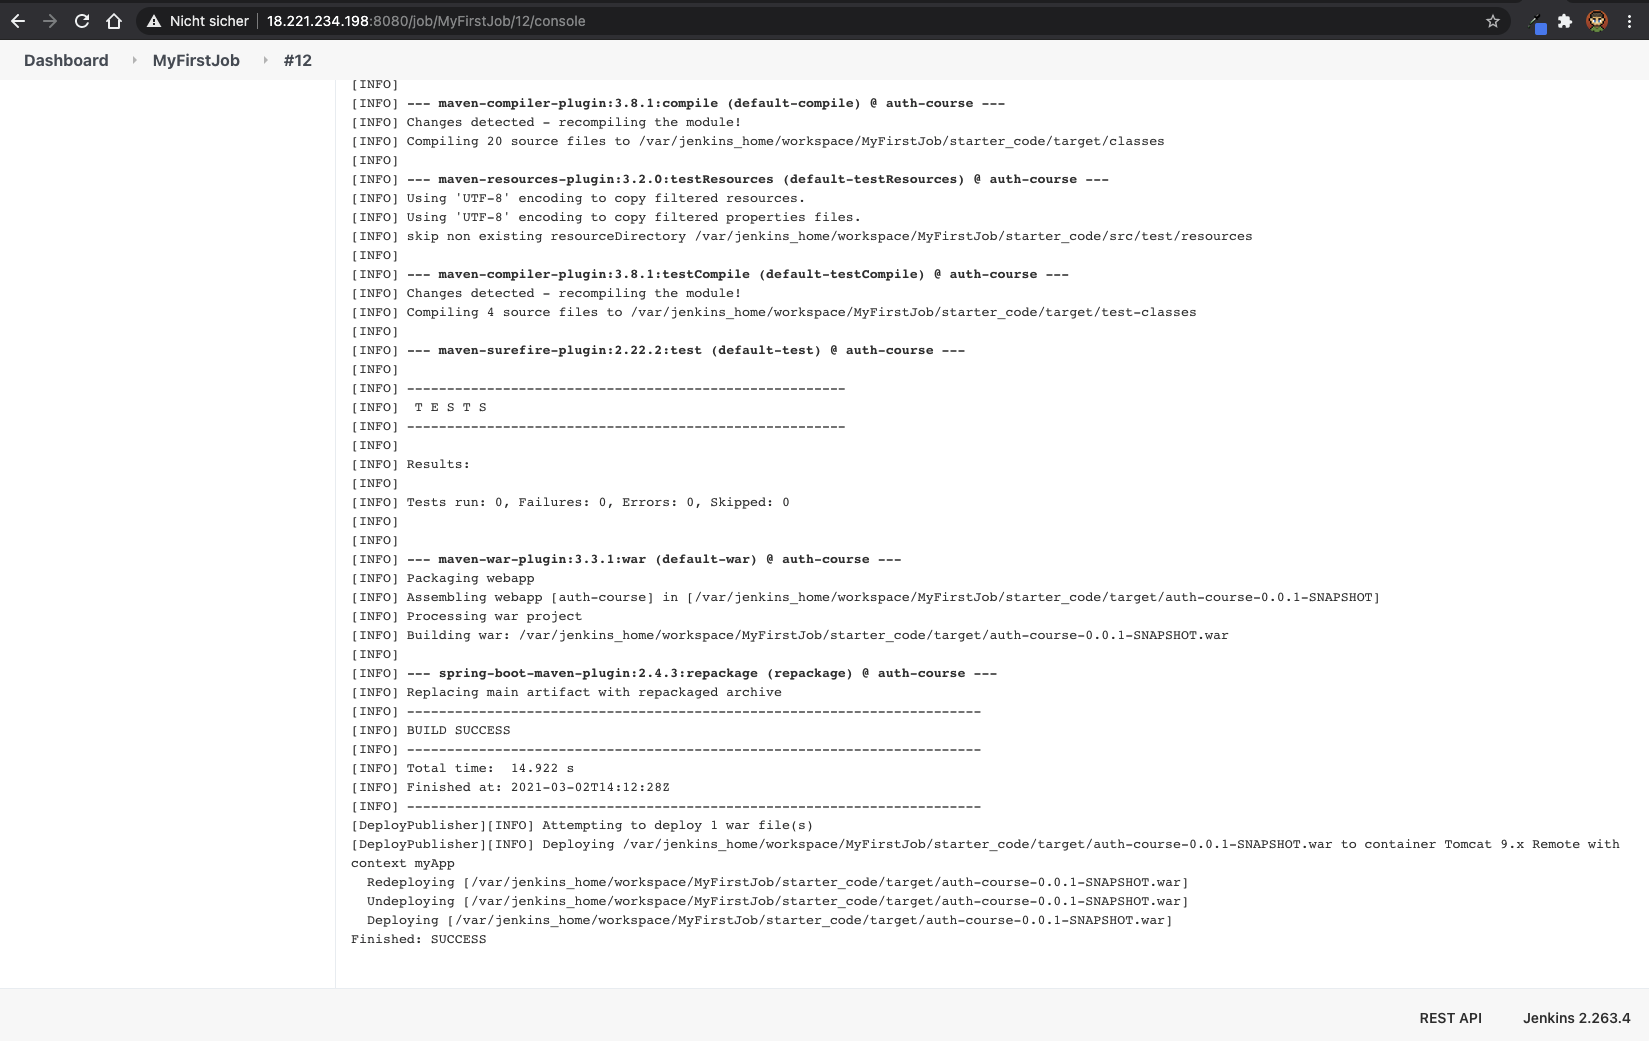 Nicht sicher 18.221.234.198:8080/job/MyFirstJob/12/console
Dashboard MyFirstJob #12
[INFO]
[INFO] --- maven-compiler-plugin:3.8.1:compile (default-compile) @ auth-course ---
[INFO] Changes detected - recompiling the module!
[INFO] Compiling 20 source files to /var/jenkins_home/workspace/MyFirstJob/starter_code/target/classes
[INFO]
[INFO] --- maven-resources-plugin:3.2.0:testResources (default-testResources) @ auth-course ---
[INFO] Using 'UTF-8' encoding to copy filtered resources.
[INFO] Using 'UTF-8' encoding to copy filtered properties files.
[INFO] skip non existing resourceDirectory /var/jenkins_home/workspace/MyFirstJob/starter_code/src/test/resources
[INFO]
[INFO] --- maven-compiler-plugin:3.8.1:testCompile (default-testCompile) @ auth-course ---
[INFO] Changes detected - recompiling the module!
[INFO] Compiling 4 source files to /var/jenkins_home/workspace/MyFirstJob/starter_code/target/test-classes
[INFO]
[INFO] --- maven-surefire-plugin:2.22.2:test (default-test) @ auth-course ---
[INFO]
[INFO] -------------------------------------------------------
[INFO]  T E S T S
[INFO] -------------------------------------------------------
[INFO]
[INFO] Results:
[INFO]
[INFO] Tests run: 0, Failures: 0, Errors: 0, Skipped: 0
[INFO]
[INFO]
[INFO] --- maven-war-plugin:3.3.1:war (default-war) @ auth-course ---
[INFO] Packaging webapp
[INFO] Assembling webapp [auth-course] in [/var/jenkins_home/workspace/MyFirstJob/starter_code/target/auth-course-0.0.1-SNAPSHOT]
[INFO] Processing war project
[INFO] Building war: /var/jenkins_home/workspace/MyFirstJob/starter_code/target/auth-course-0.0.1-SNAPSHOT.war
[INFO]
[INFO] --- spring-boot-maven-plugin:2.4.3:repackage (repackage) @ auth-course ---
[INFO] Replacing main artifact with repackaged archive
[INFO] ------------------------------------------------------------------------
[INFO] BUILD SUCCESS
[INFO] ------------------------------------------------------------------------
[INFO] Total time:  14.922 s
[INFO] Finished at: 2021-03-02T14:12:28Z
[INFO] ------------------------------------------------------------------------
[DeployPublisher][INFO] Attempting to deploy 1 war file(s)
[DeployPublisher][INFO] Deploying /var/jenkins_home/workspace/MyFirstJob/starter_code/target/auth-course-0.0.1-SNAPSHOT.war to container Tomcat 9.x Remote with
context myApp
  Redeploying [/var/jenkins_home/workspace/MyFirstJob/starter_code/target/auth-course-0.0.1-SNAPSHOT.war]
  Undeploying [/var/jenkins_home/workspace/MyFirstJob/starter_code/target/auth-course-0.0.1-SNAPSHOT.war]
  Deploying [/var/jenkins_home/workspace/MyFirstJob/starter_code/target/auth-course-0.0.1-SNAPSHOT.war]
Finished: SUCCESS
REST API Jenkins 2.263.4